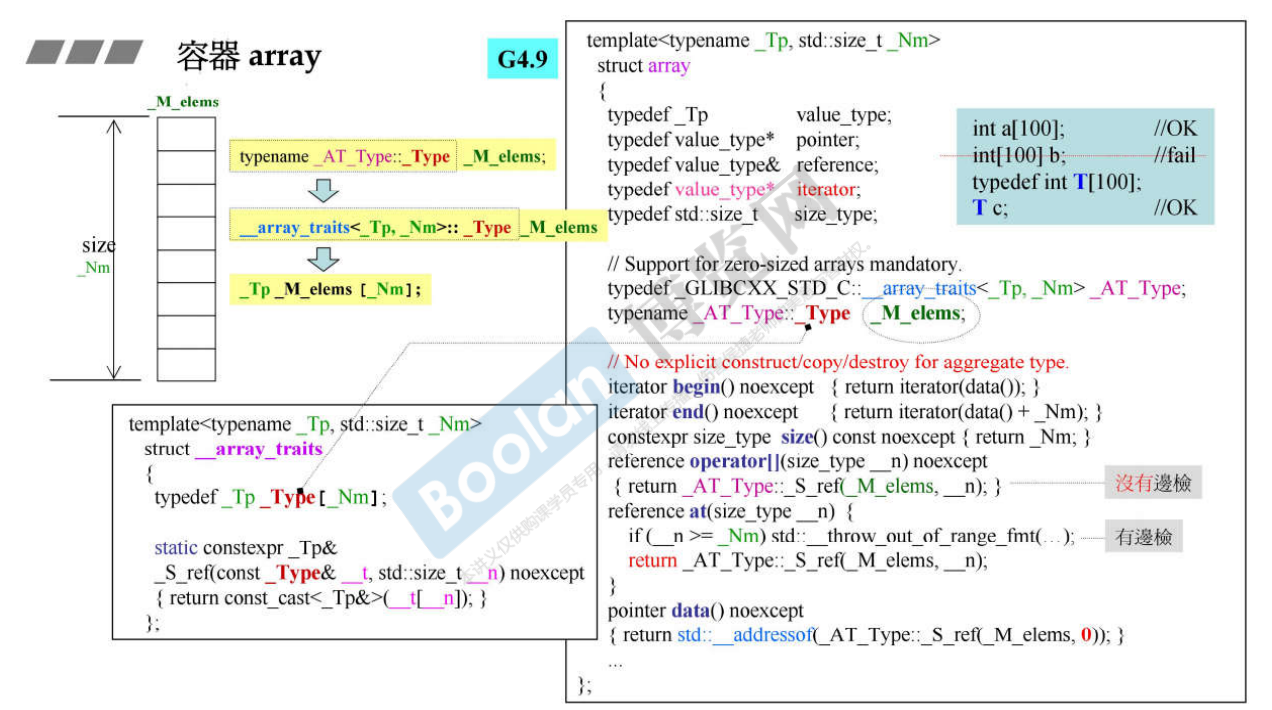 容器 array
G4.9
_M_elems
size
_Nm
typename _AT_Type::_Type _M_elems;
__array_traits<_Tp, _Nm>:: _Type _M_elems
_Tp _M_elems [_Nm];
template<typename _Tp, std::size_t _Nm>
struct __array_traits
{
typedef _Tp _Type[_Nm];
static constexpr _Tp&
_S_ref(const _Type& __t, std::size_t __n) noexcept
{ return const_cast<_Tp&>(__t[__n]); }
};
template<typename _Tp, std::size_t _Nm>
struct array
{
typedef _Tp value_type;
typedef value_type* pointer;
typedef value_type& reference;
typedef value_type* iterator;
typedef std::size_t size_type;
// Support for zero-sized arrays mandatory.
typedef _GLIBCXX_STD_C::__array_traits<_Tp, _Nm> _AT_Type;
typename _AT_Type::_Type _M_elems;
// No explicit construct/copy/destroy for aggregate type.
iterator begin() noexcept { return iterator(data()); }
iterator end() noexcept { return iterator(data() + _Nm); }
constexpr size_type size() const noexcept { return _Nm; }
reference operator[](size_type __n) noexcept
{ return _AT_Type::_S_ref(_M_elems, __n); }
沒有邊檢
reference at(size_type __n) {
if (__n >= _Nm) std::__throw_out_of_range_fmt(…);
有邊檢
return _AT_Type::_S_ref(_M_elems, __n);
}
pointer data() noexcept
{ return std::__addressof(_AT_Type::_S_ref(_M_elems, 0)); }
...
};
int a[100]; //OK
int[100] b; //fail
typedef int T[100];
T c; //OK
Boolan 博览网